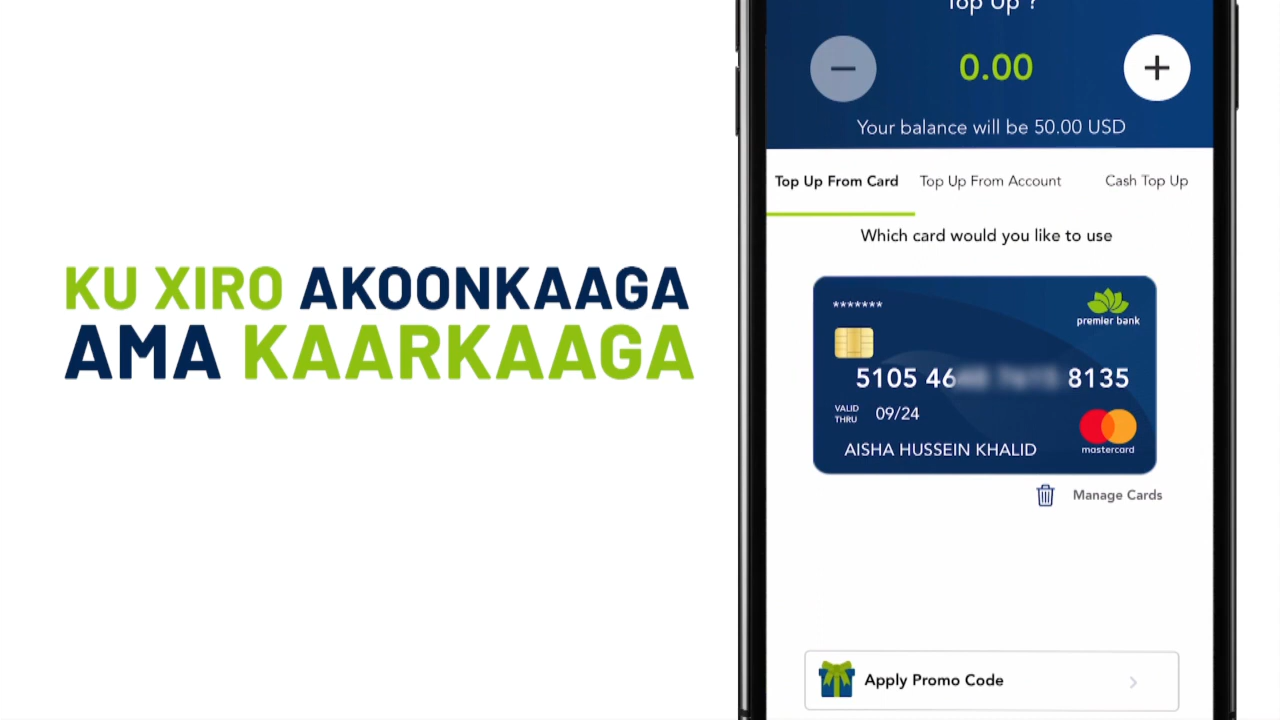 KU XIRO AKOONKAAGA
AMA KAARKAAGA
Top Up ?
0.00
Your balance will be 50.00 USD
Top Up From Card
Top Up From Account
Cash Top Up
Which card would you like to use
*******
premier bank
5105 46 8135
VALID
THRU
09/24
AISHA HUSSEIN KHALID
mastercard
Manage Cards
Apply Promo Code